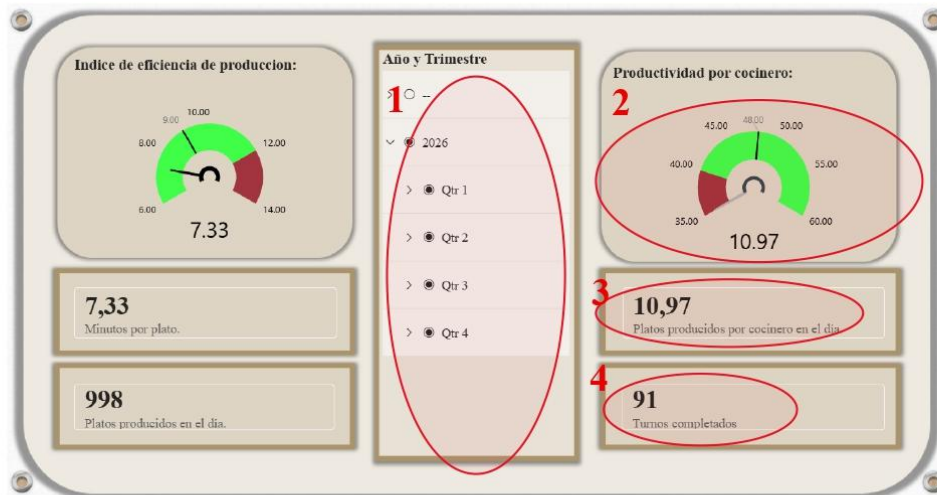 Indice de eficiencia de produccion:
9.00 10.00
8.00 12.00
6.00 14.00
7.33
7,33
Minutos por plato.
998
Platos producidos en el dia.
Año y Trimestre
1
--
2026
Qtr 1
Qtr 2
Qtr 3
Qtr 4
Productividad por cocinero:
2
45.00 48.00 50.00
40.00 55.00
35.00 60.00
10.97
3
10,97
Platos producidos por cocinero en el dia.
4
91
Turnos completados